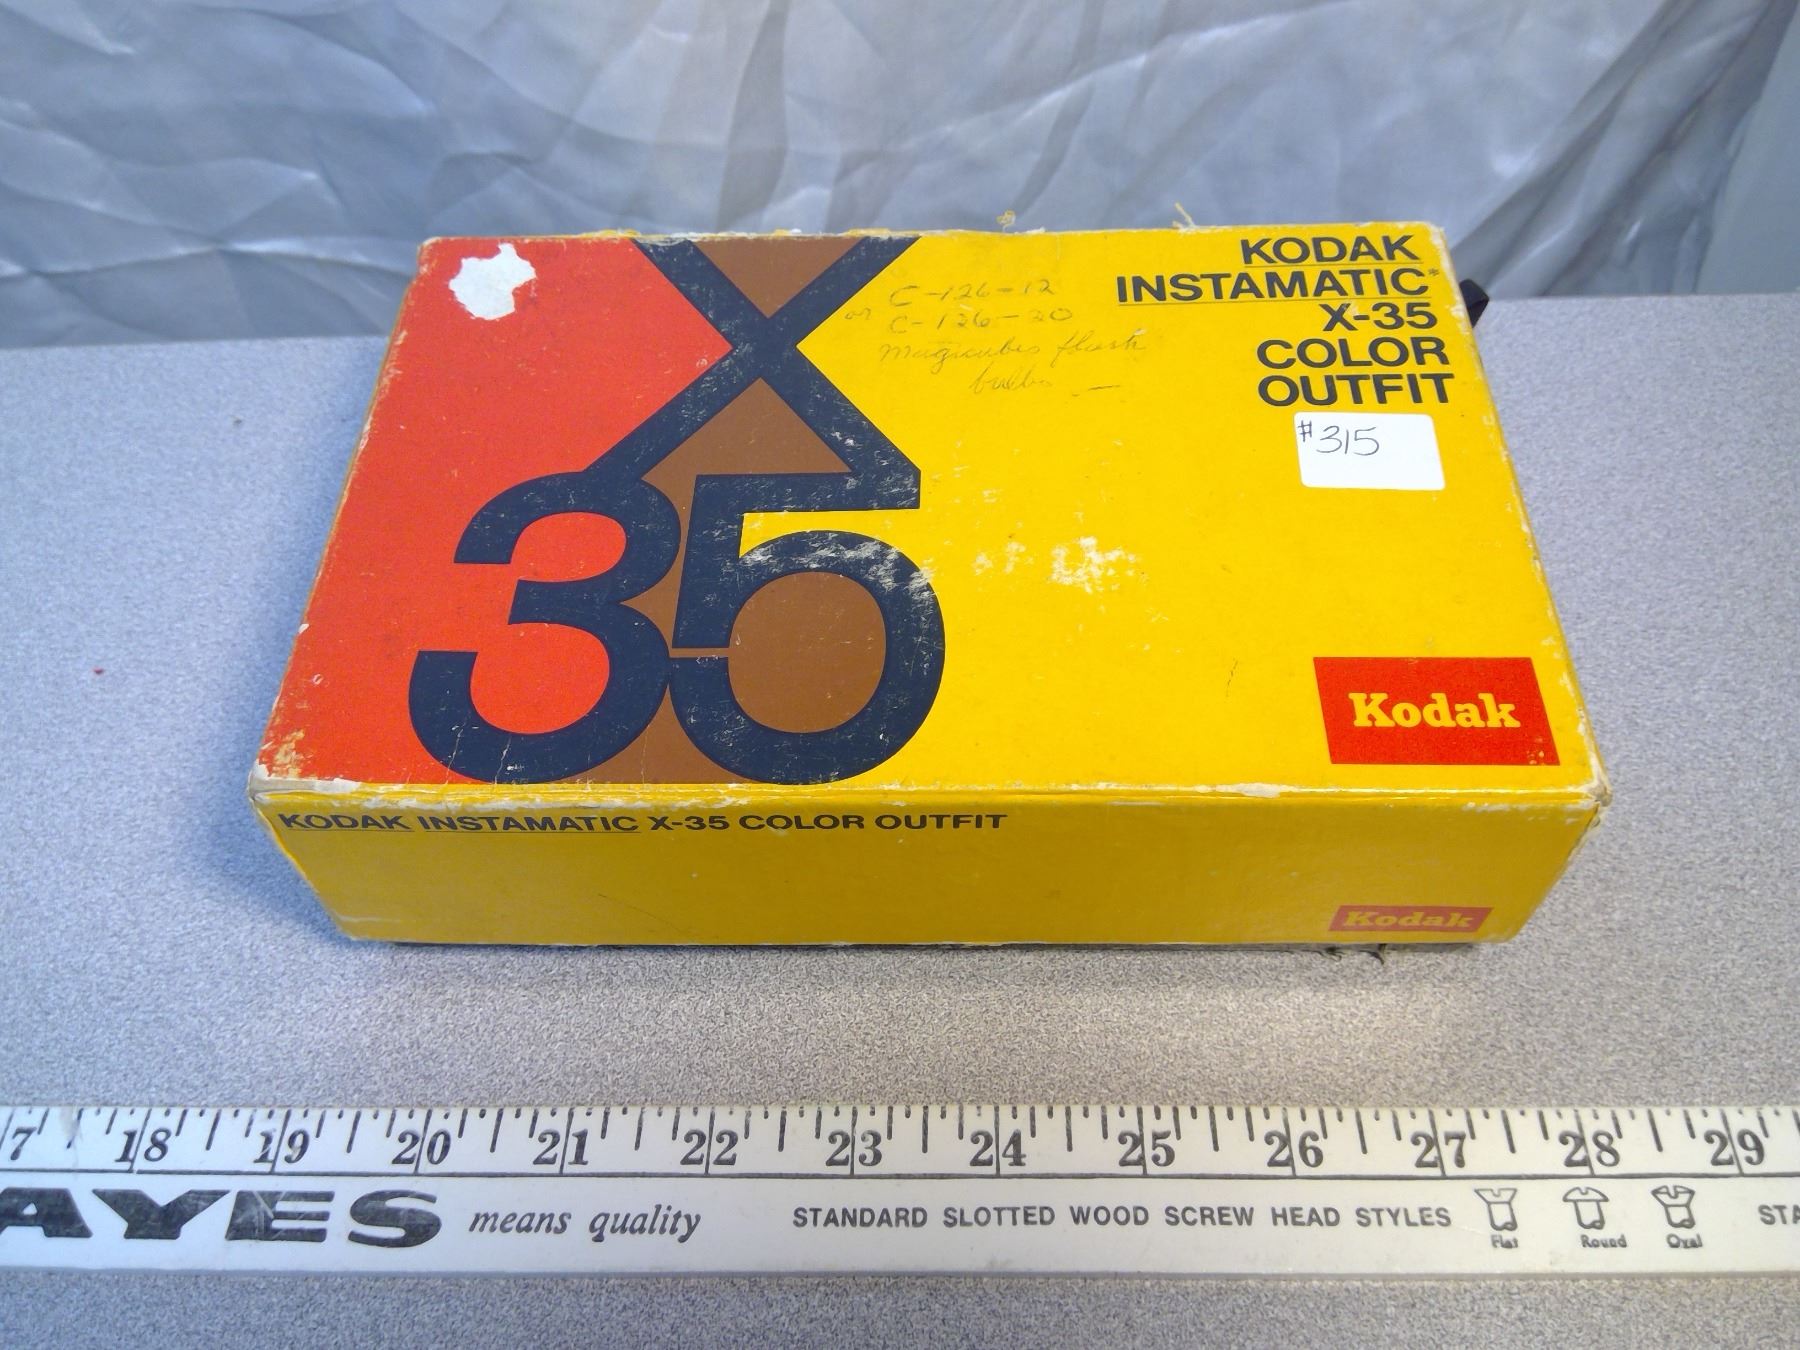 X
35
C-126-12
or C-126-20
Magicubes flash
bulbs —
KODAK
INSTAMATIC*
X-35
COLOR
OUTFIT
#315
Kodak
KODAK INSTAMATIC X-35 COLOR OUTFIT
Kodak
7 18 19 20 21 22 23 24 25 26 27 28 29
AYES means quality STANDARD SLOTTED WOOD SCREW HEAD STYLES Flat Round Oval STA